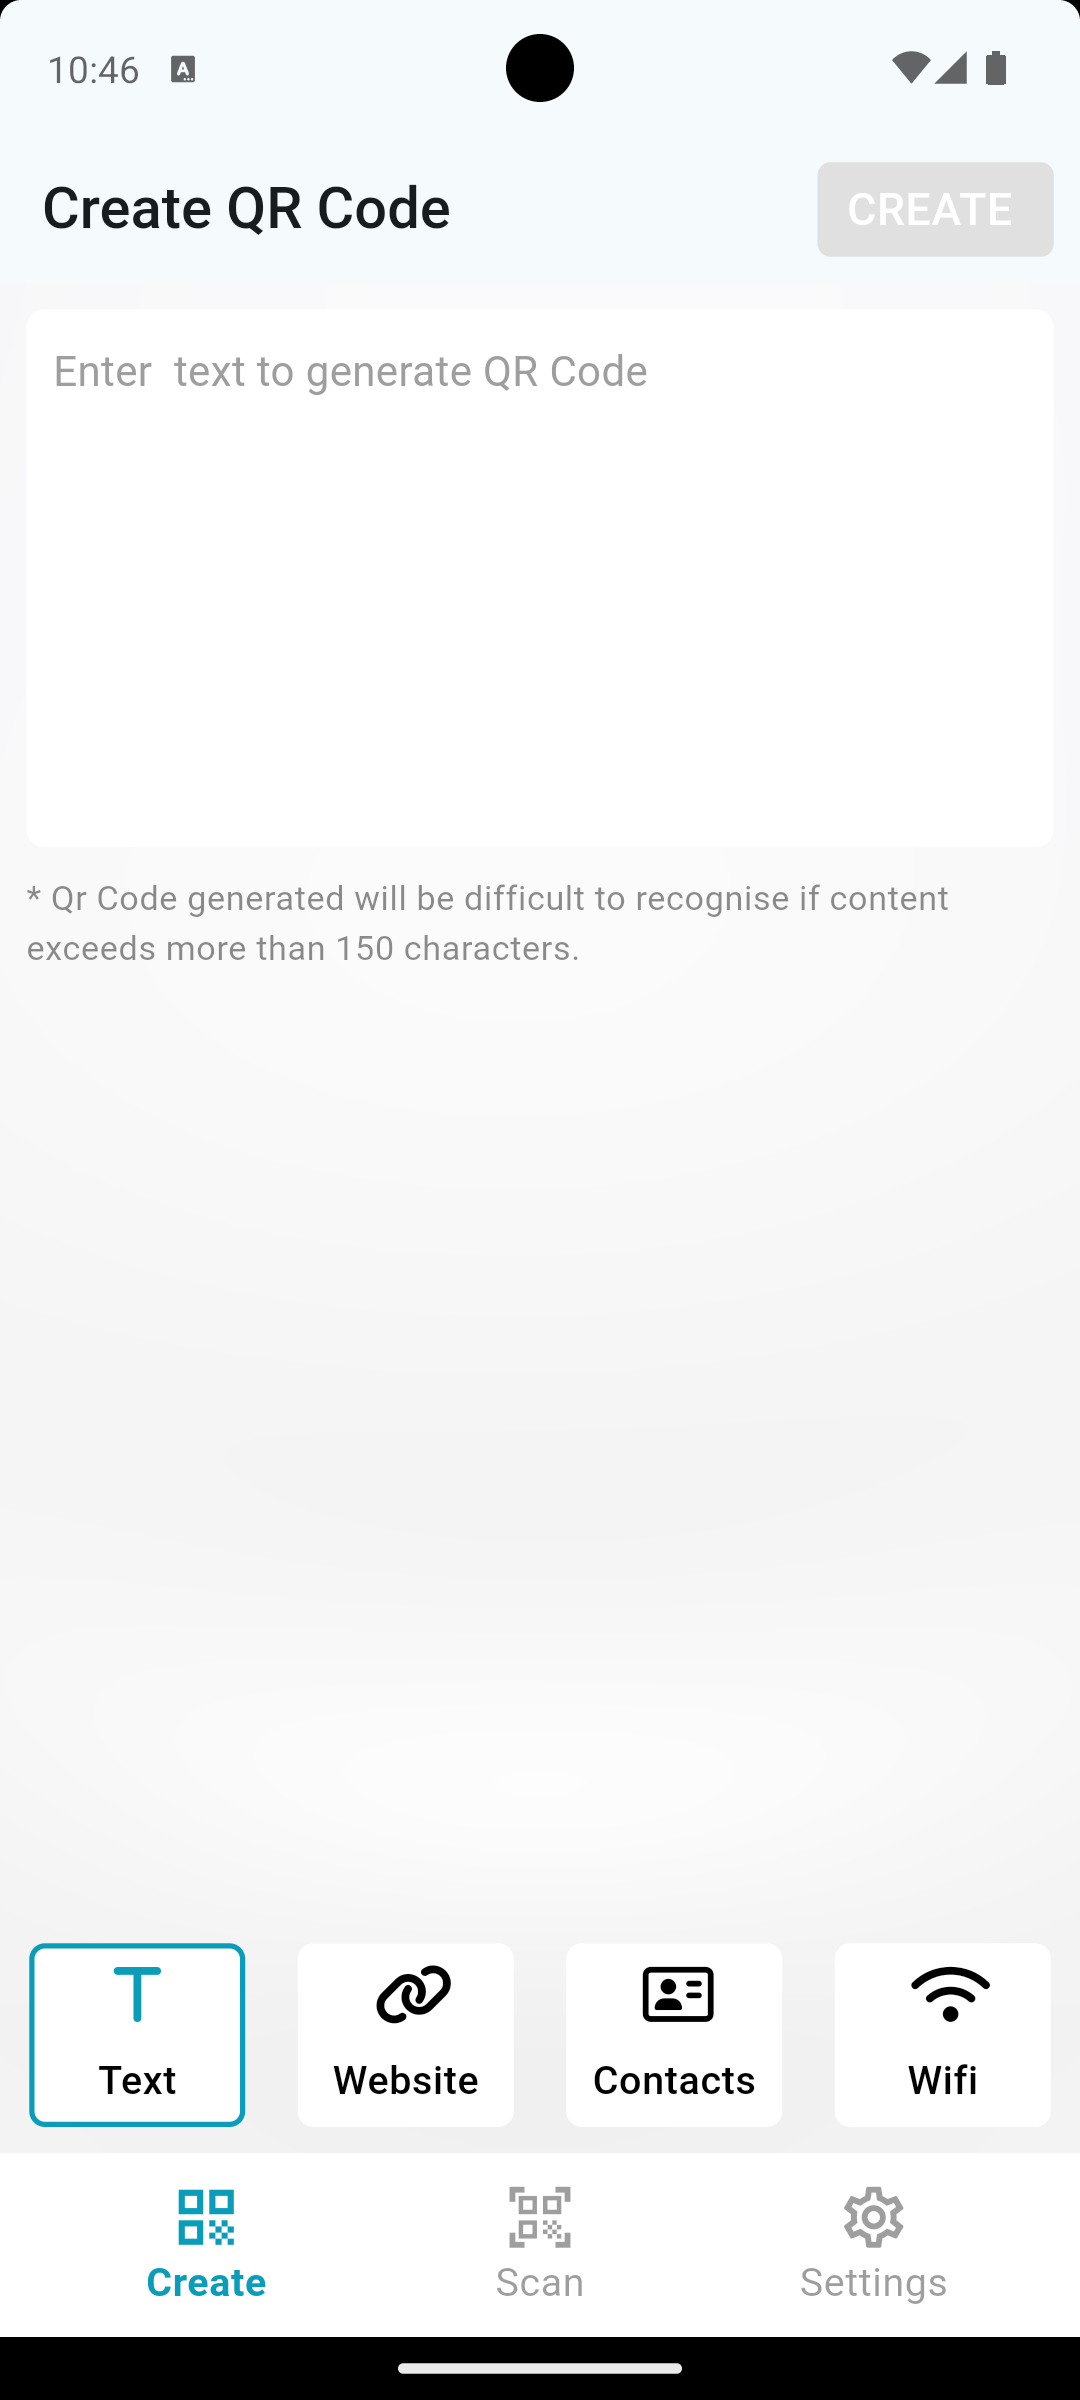 10:46
Create QR Code
CREATE
Enter  text to generate QR Code
* Qr Code generated will be difficult to recognise if content
exceeds more than 150 characters.
Text
Website
Contacts
Wifi
Create
Scan
Settings